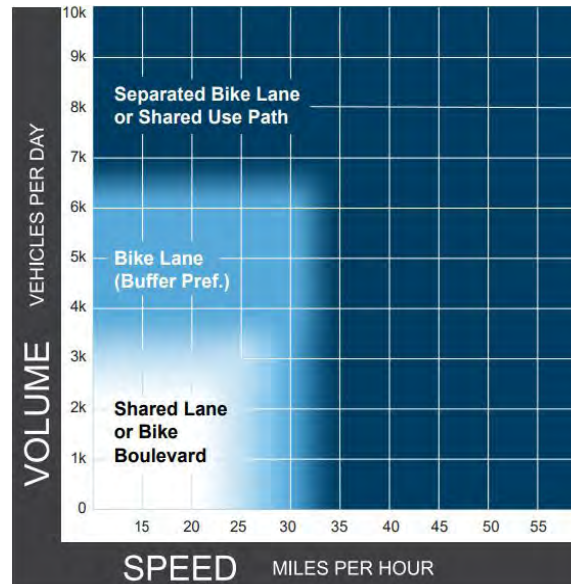 10k
9k
Separated Bike Lane
or Shared Use Path
8k
7k
6k
Bike Lane
(Buffer Pref.)
5k
4k
3k
Shared Lane
or Bike
Boulevard
2k
1k
0
15 20 25 30 35 40 45 50 55
VOLUME VEHICLES PER DAY
SPEED MILES PER HOUR